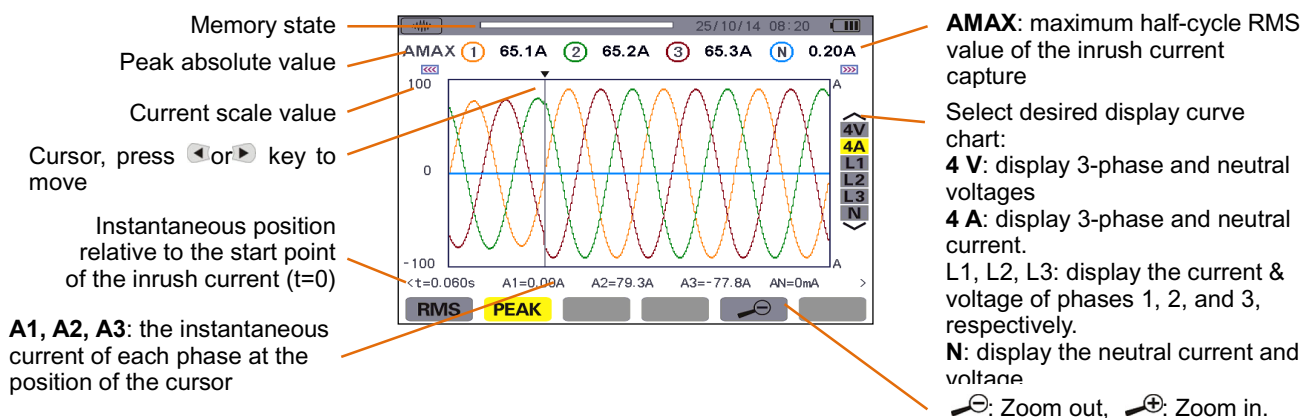 Memory state
Peak absolute value
Current scale value
Cursor, press or key to
move
Instantaneous position
relative to the start point
of the inrush current (t=0)
A1, A2, A3: the instantaneous
current of each phase at the
position of the cursor
25/10/14 08:20
AMAX 1 65.1A 2 65.2A 3 65.3A N 0.20A
<<< >>>
100 A
0
-100 A
4V
4A
L1
L2
L3
N
<t=0.060s A1=0.00A A2=79.3A A3=-77.8A AN=0mA >
RMS PEAK
AMAX: maximum half-cycle RMS
value of the inrush current
capture
Select desired display curve
chart:
4 V: display 3-phase and neutral
voltages
4 A: display 3-phase and neutral
current.
L1, L2, L3: display the current &
voltage of phases 1, 2, and 3,
respectively.
N: display the neutral current and
voltage
: Zoom out, : Zoom in.